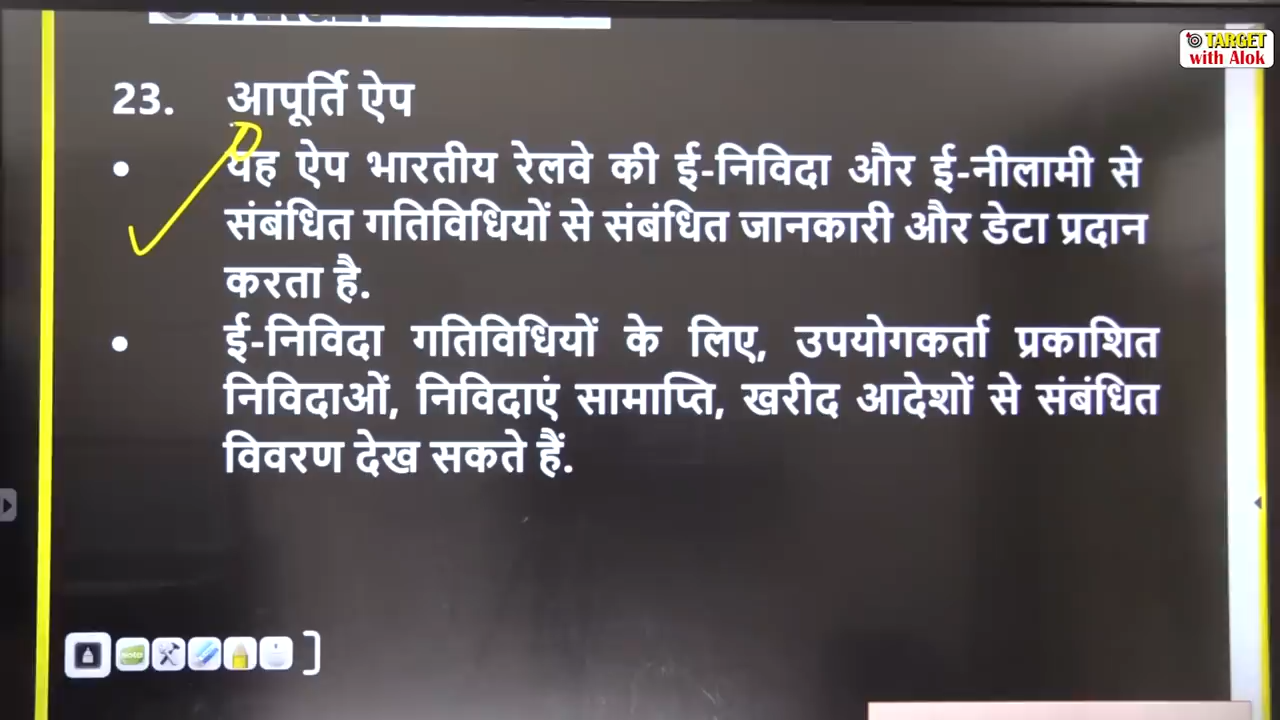 TARGET
with Alok
23. आपूर्ति ऐप
• यह ऐप भारतीय रेलवे की ई-निविदा और ई-नीलामी से
संबंधित गतिविधियों से संबंधित जानकारी और डेटा प्रदान
करता है.
• ई-निविदा गतिविधियों के लिए, उपयोगकर्ता प्रकाशित
निविदाओं, निविदाएं सामाप्ति, खरीद आदेशों से संबंधित
विवरण देख सकते हैं.